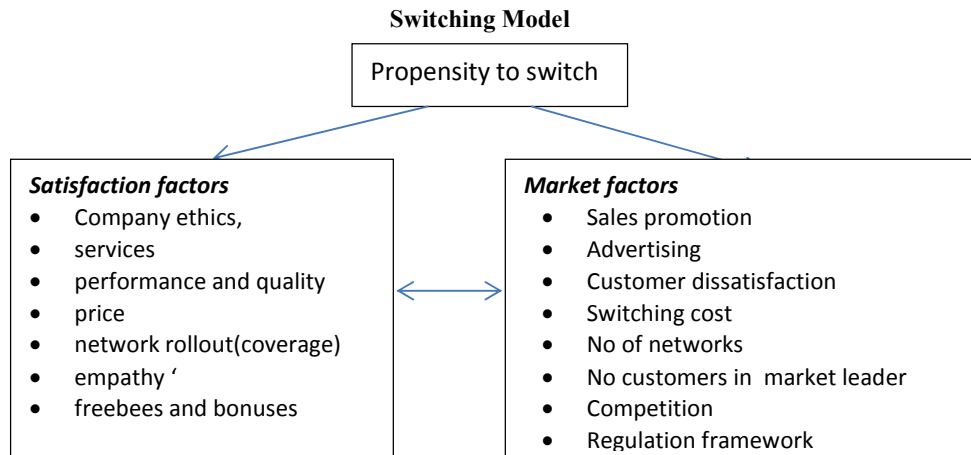 Switching Model
Propensity to switch
Satisfaction factors
• Company ethics,
• services
• performance and quality
• price
• network rollout(coverage)
• empathy ‘
• freebees and bonuses
Market factors
• Sales promotion
• Advertising
• Customer dissatisfaction
• Switching cost
• No of networks
• No customers in market leader
• Competition
• Regulation framework